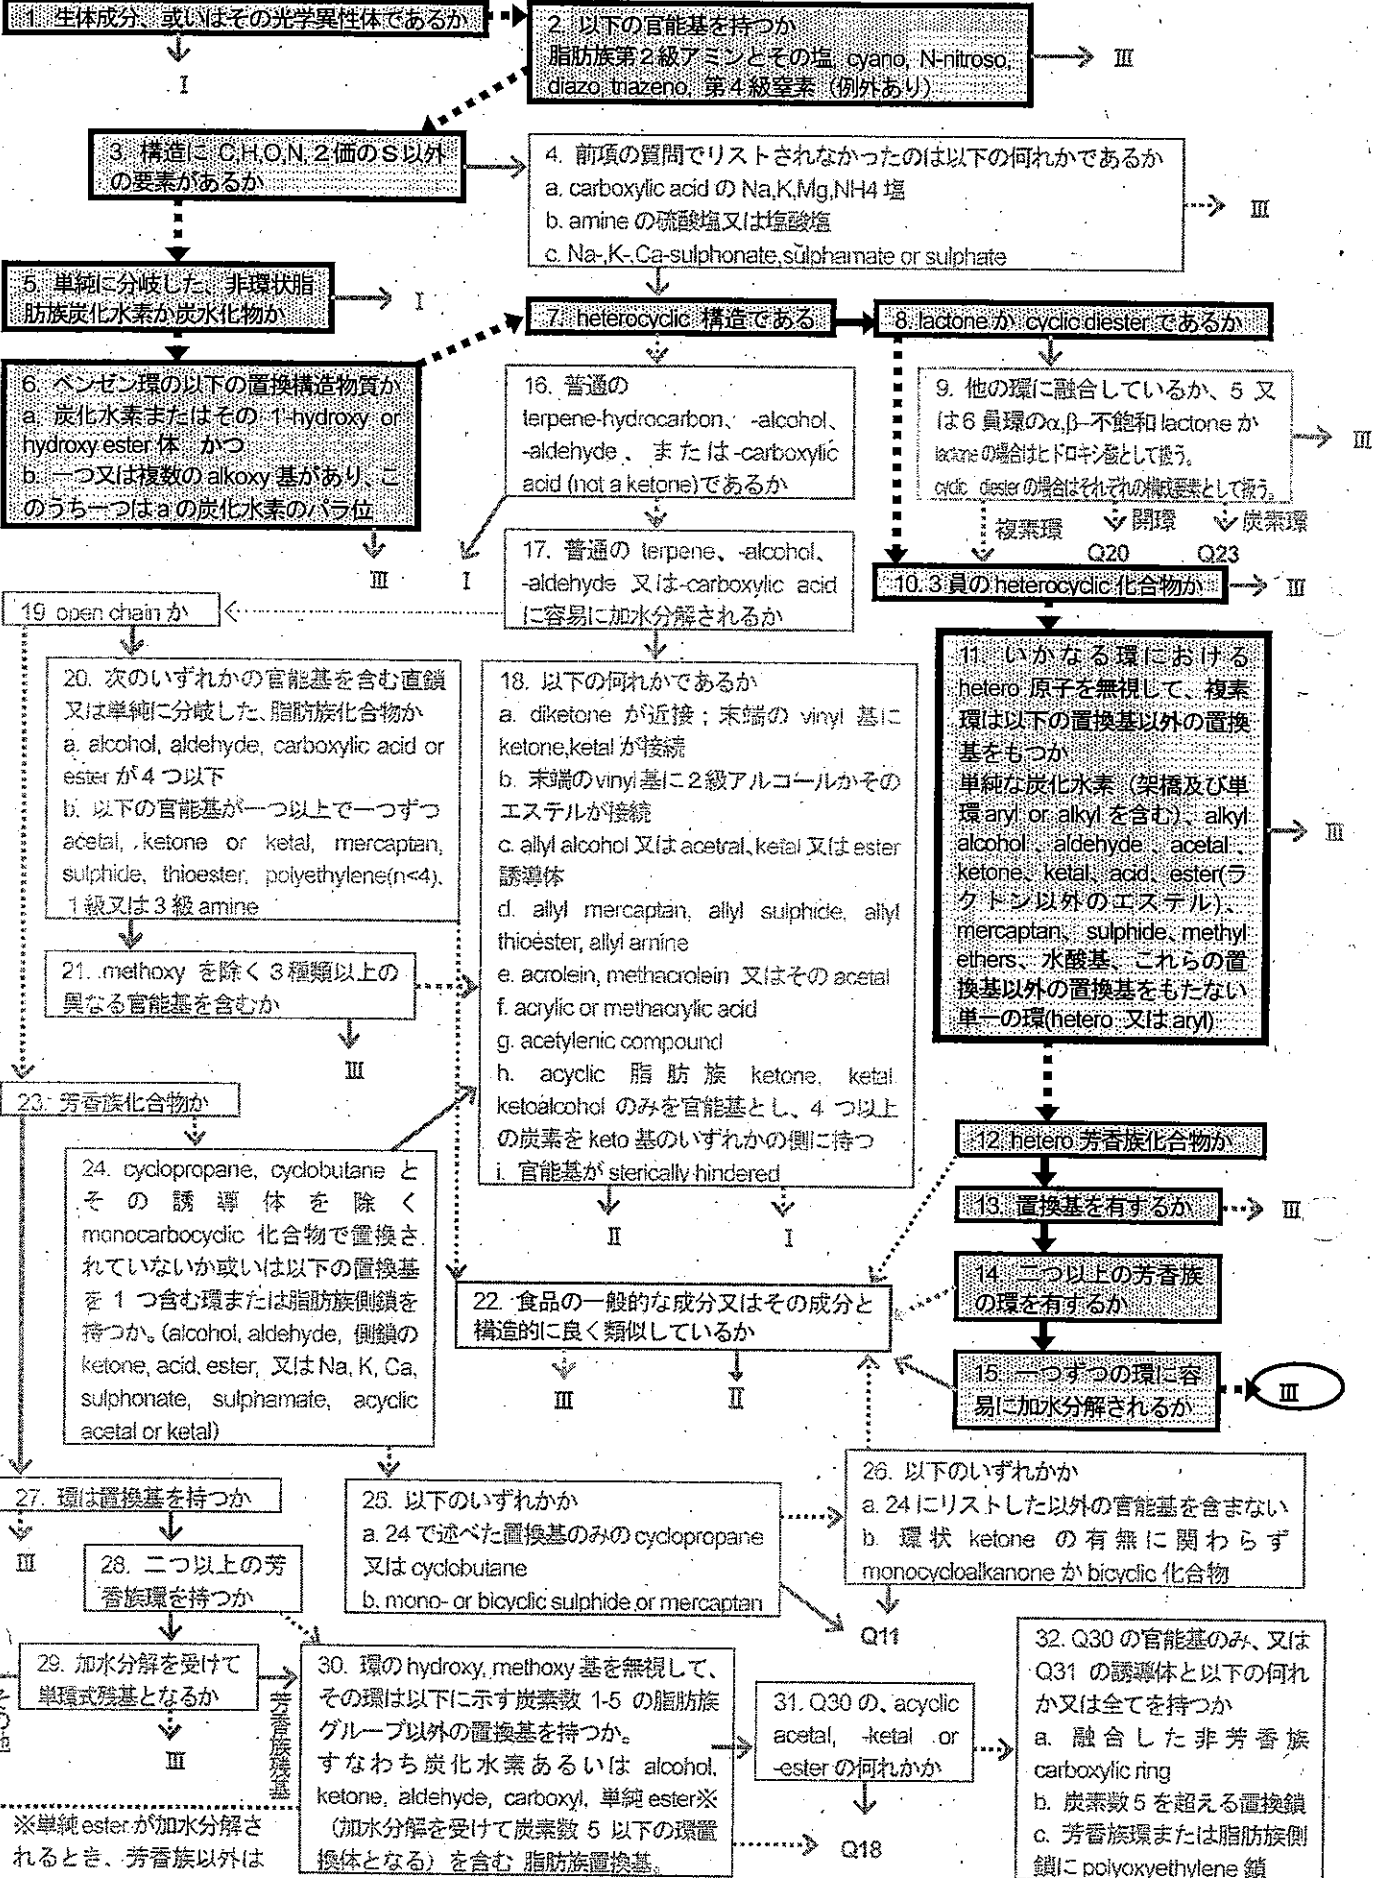 1. 生体成分、或いはその光学異性体であるか
I
2. 以下の官能基を持つか
脂肪族第2級アミンとその塩, cyano, N-nitroso,
diazo, triazeno, 第4級窒素（例外あり）
III
3. 構造に C,H,O,N, 2価のS以外
の要素があるか
4. 前項の質問でリストされなかったのは以下の何れかであるか
a. carboxylic acid の Na,K,Mg,NH4 塩
b. amine の硫酸塩又は塩酸塩
c. Na-,K-,Ca-sulphonate,sulphamate or sulphate
III
5. 単純に分岐した、非環状脂
肪族炭化水素か炭水化物か
I
6. ベンゼン環の以下の置換構造物質か
a. 炭化水素またはその 1'-hydroxy or
hydroxy ester 体 かつ
b. 一つ又は複数の alkoxy 基があり、こ
のうち一つは a の炭化水素のパラ位
III
7. heterocyclic 構造である
8. lactone か cyclic diester であるか
16. 普通の
terpene-hydrocarbon、-alcohol、
-aldehyde 、または-carboxylic
acid (not a ketone)であるか
I
9. 他の環に融合しているか、5 又
は6 員環のα,β-不飽和 lactone か
lactoneの場合はヒドロキシ酸として扱う。
cyclic diesterの場合はそれぞれの構成要素として扱う。
III
複素環
開環
炭素環
Q20
Q23
17. 普通の terpene、-alcohol、
-aldehyde 又は-carboxylic acid
に容易に加水分解されるか
10. 3 員の heterocyclic 化合物か
III
19 open chain か
20. 次のいずれかの官能基を含む直鎖
又は単純に分岐した、脂肪族化合物か
a. alcohol, aldehyde, carboxylic acid or
ester が 4 つ以下
b. 以下の官能基が一つ以上で一つずつ
acetal, ketone or ketal, mercaptan,
sulphide, thioester, polyethylene(n<4),
1 級又は 3 級 amine
18. 以下の何れかであるか
a. diketone が近接；末端の vinyl 基に
ketone,ketal が接続
b. 末端のvinyl基に2級アルコールかその
エステルが接続
c. allyl alcohol 又は acetral, ketal 又は ester
誘導体
d. allyl mercaptan, allyl sulphide, allyl
thioester, allyl amine
e. acrolein, methacrolein 又はその acetal
f. acrylic or methacrylic acid
g. acetylenic compound
h. acyclic 脂肪族 ketone, ketal
ketoalcohol のみを官能基とし、4 つ以上
の炭素を keto 基のいずれかの側に持つ
i. 官能基が sterically hindered
II
I
11. いかなる環における
hetero 原子を無視して、複素
環は以下の置換基以外の置換
基をもつか
単純な炭化水素（架橋及び単
環 aryl or alkyl を含む）、alkyl
alcohol 、aldehyde 、acetal 、
ketone、ketal、acid、ester(ラ
クトン以外のエステル)、
mercaptan、sulphide、methyl
ethers、水酸基、これらの置
換基以外の置換基をもたない
単一の環(hetero 又は aryl)
III
21. methoxy を除く 3 種類以上の
異なる官能基を含むか
III
23. 芳香族化合物か
12. hetero 芳香族化合物か
13. 置換基を有するか
III
24. cyclopropane, cyclobutane と
その誘導体を除く
monocarbocyclic 化合物で置換さ
れていないか或いは以下の置換基
を 1 つ含む環または脂肪族側鎖を
持つか。(alcohol, aldehyde, 側鎖の
ketone, acid, ester, 又は Na, K, Ca,
sulphonate, sulphamate, acyclic
acetal or ketal)
14. 二つ以上の芳香族
の環を有するか
22. 食品の一般的な成分又はその成分と
構造的に良く類似しているか
III
II
15. 一つずつの環に容
易に加水分解されるか
III
27. 環は置換基を持つか
III
25. 以下のいずれかか
a. 24 で述べた置換基のみの cyclopropane
又は cyclobutane
b. mono- or bicyclic sulphide or mercaptan
26. 以下のいずれかか
a. 24 にリストした以外の官能基を含まない
b. 環状 ketone の有無に関わらず
monocycloalkanone か bicyclic 化合物
Q11
28. 二つ以上の芳
香族環を持つか
29. 加水分解を受けて
単環式残基となるか
III
その他
芳香族残基
30. 環の hydroxy, methoxy 基を無視して、
その環は以下に示す炭素数 1-5 の脂肪族
グループ以外の置換基を持つか。
すなわち炭化水素あるいは alcohol,
ketone, aldehyde, carboxyl, 単純 ester※
（加水分解を受けて炭素数 5 以下の環置
換体となる）を含む 脂肪族置換基。
31. Q30 の、acyclic
acetal, -ketal or
-ester の何れかか
Q18
32. Q30 の官能基のみ、又は
Q31 の誘導体と以下の何れ
か又は全てを持つか
a. 融合した非芳香族
carboxylic ring
b. 炭素数 5 を超える置換鎖
c. 芳香族環または脂肪族側
鎖に polyoxyethylene 鎖
※単純 ester が加水分解さ
れるとき、芳香族以外は